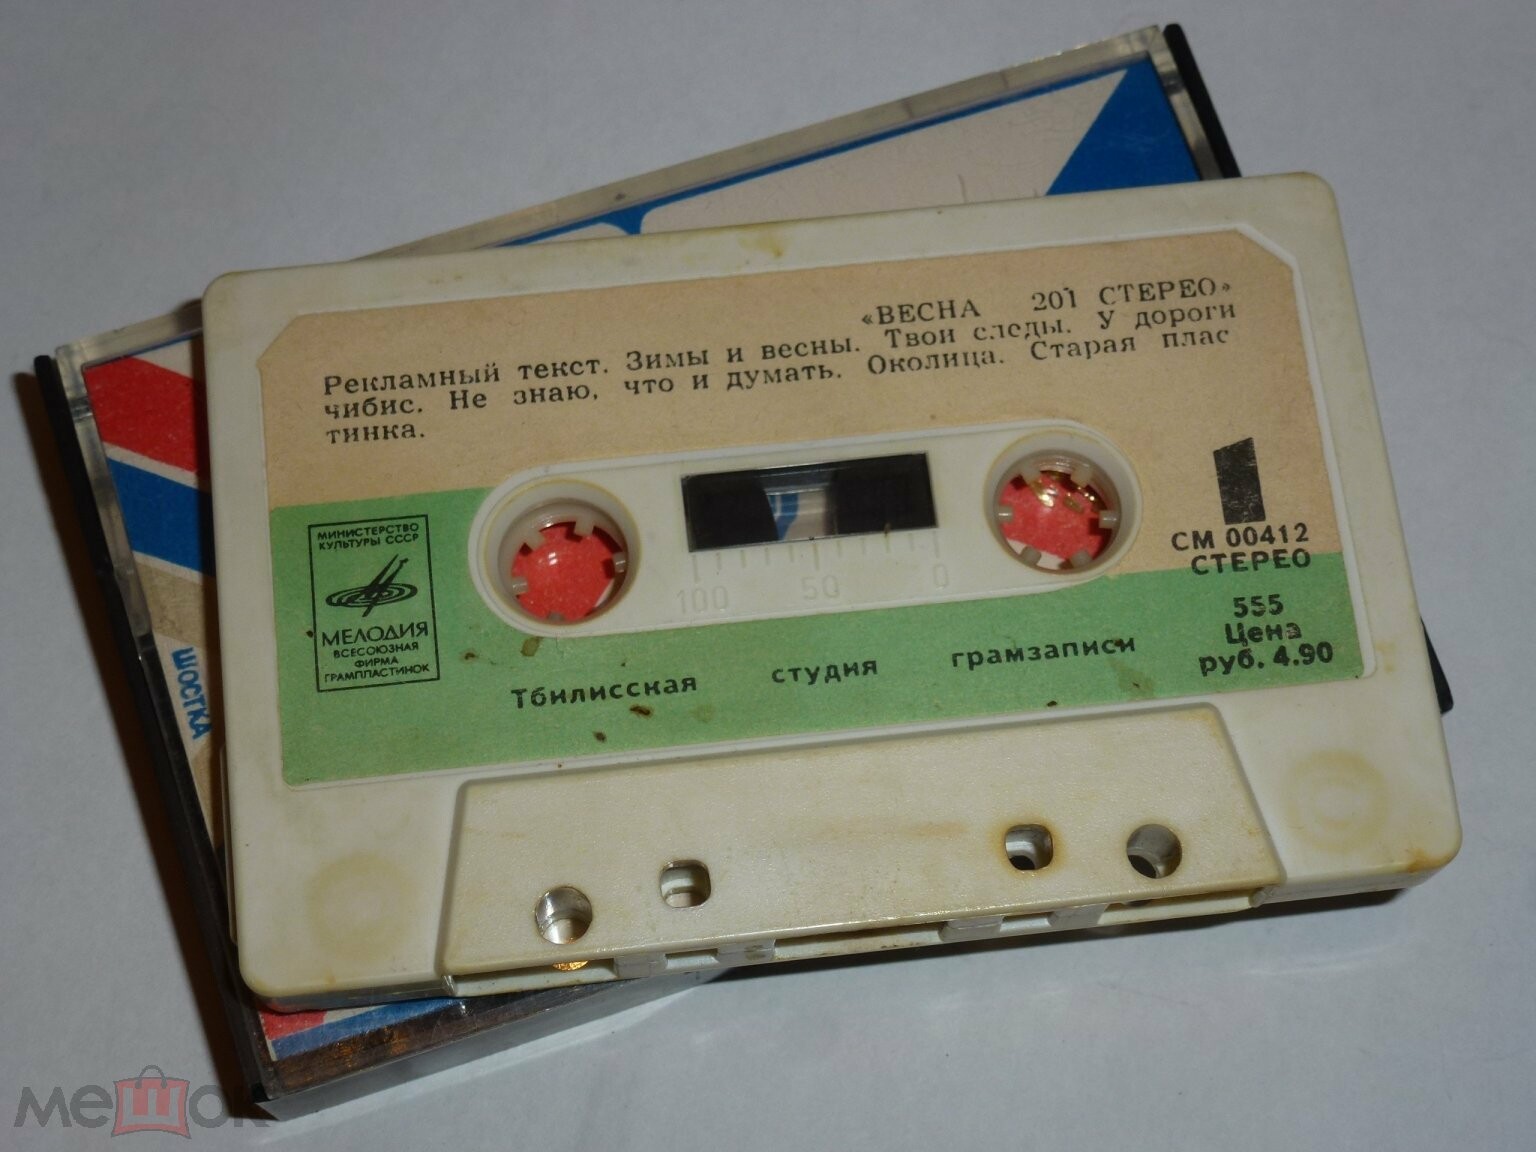 «ВЕСНА 201 СТЕРЕО»
Рекламный текст. Зимы и весны. Твои следы. У дороги
чибис. Не знаю, что и думать. Околица. Старая плас
тинка.
1
МИНИСТЕРСТВО
КУЛЬТУРЫ СССР
МЕЛОДИЯ
ВСЕСОЮЗНАЯ
ФИРМА
ГРАМПЛАСТИНОК
100 50 0
СМ 00412
СТЕРЕО
555
Цена
руб. 4.90
Тбилисская студия грамзаписи
ШОСТКА
мешок